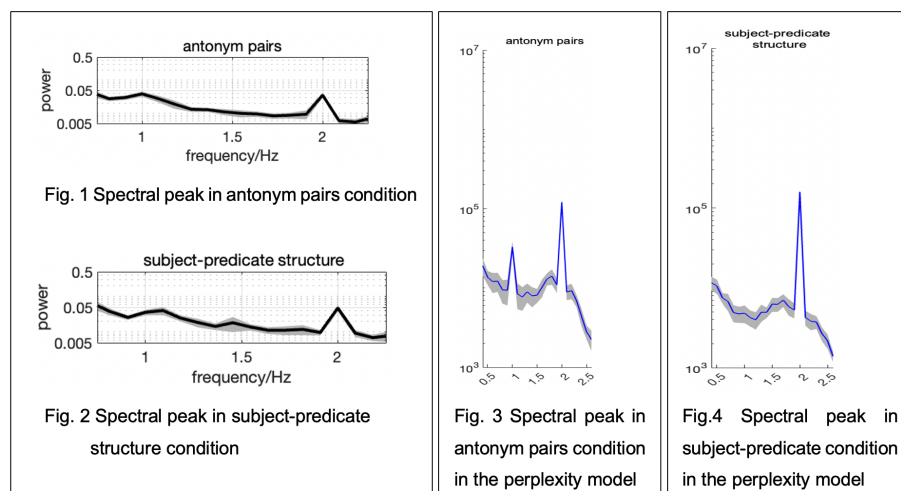 antonym pairs
0.5
0.05
0.005
power
1
1.5
2
frequency/Hz
Fig. 1 Spectral peak in antonym pairs condition
subject-predicate structure
0.5
0.05
0.005
power
1
1.5
2
frequency/Hz
Fig. 2 Spectral peak in subject-predicate
structure condition
antonym pairs
10⁷
10⁵
10³
0.5
1
1.5
2
2.5
Fig. 3 Spectral peak in
antonym pairs condition
in the perplexity model
subject-predicate
structure
10⁷
10⁵
10³
0.5
1
1.5
2
2.5
Fig.4 Spectral peak in
subject-predicate condition
in the perplexity model